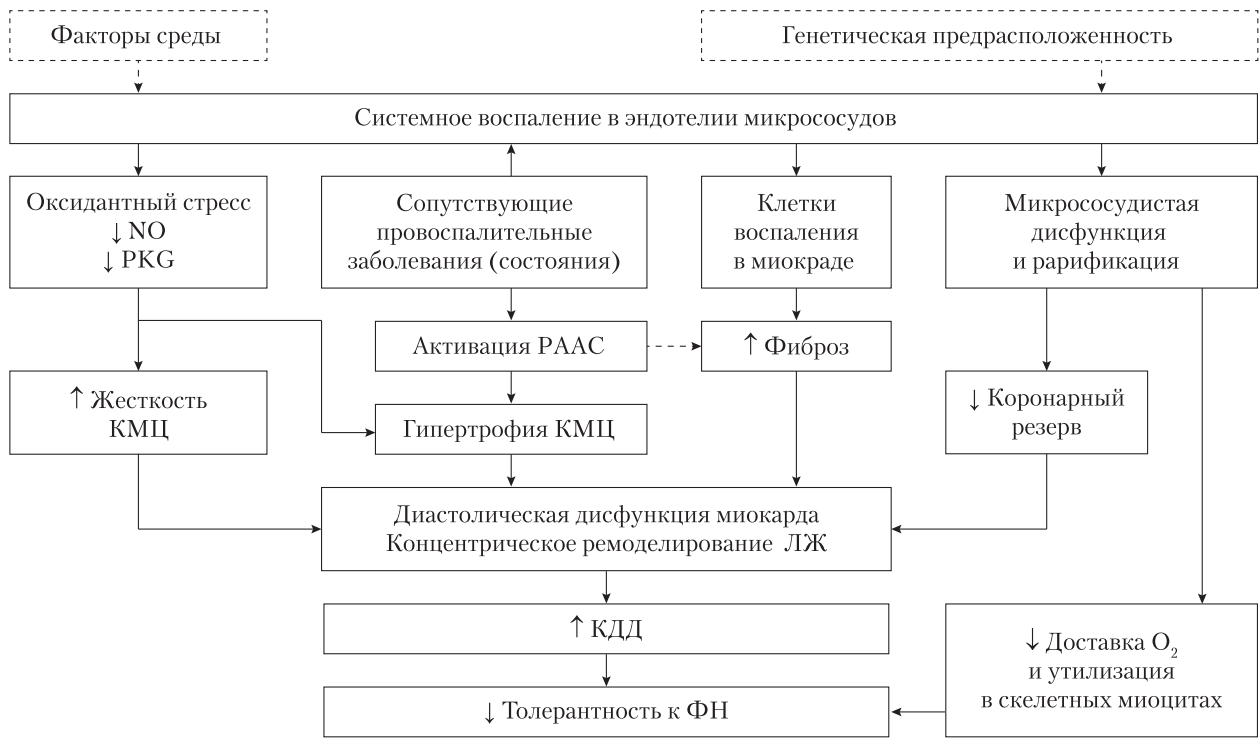 Факторы среды
Генетическая предрасположенность
Системное воспаление в эндотелии микрососудов
Оксидантный стресс
↓ NO
↓ PKG
Сопутствующие
провоспалительные
заболевания (состояния)
Клетки
воспаления
в миокраде
Микрососудистая
дисфункция
и рарификация
Активация РААС
↑ Фиброз
↑ Жесткость
КМЦ
Гипертрофия КМЦ
↓ Коронарный
резерв
Диастолическая дисфункция миокарда
Концентрическое ремоделирование ЛЖ
↑ КДД
↓ Доставка O₂
и утилизация
в скелетных миоцитах
↓ Толерантность к ФН